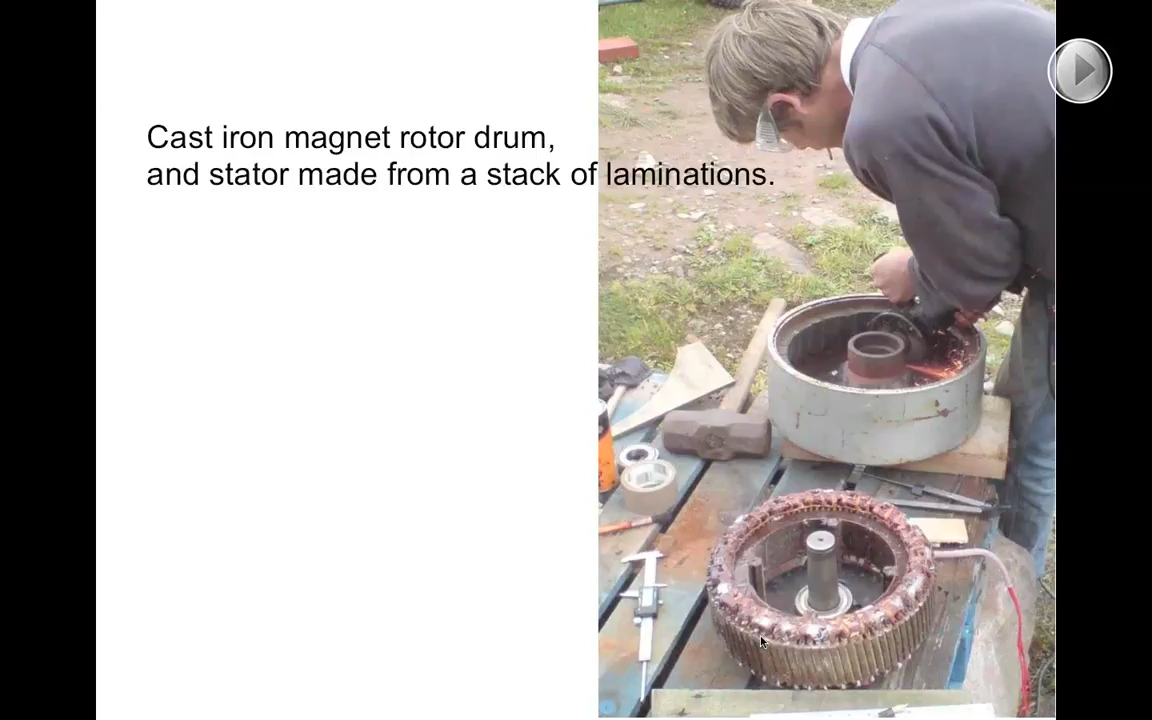 Cast iron magnet rotor drum,
and stator made from a stack of laminations.